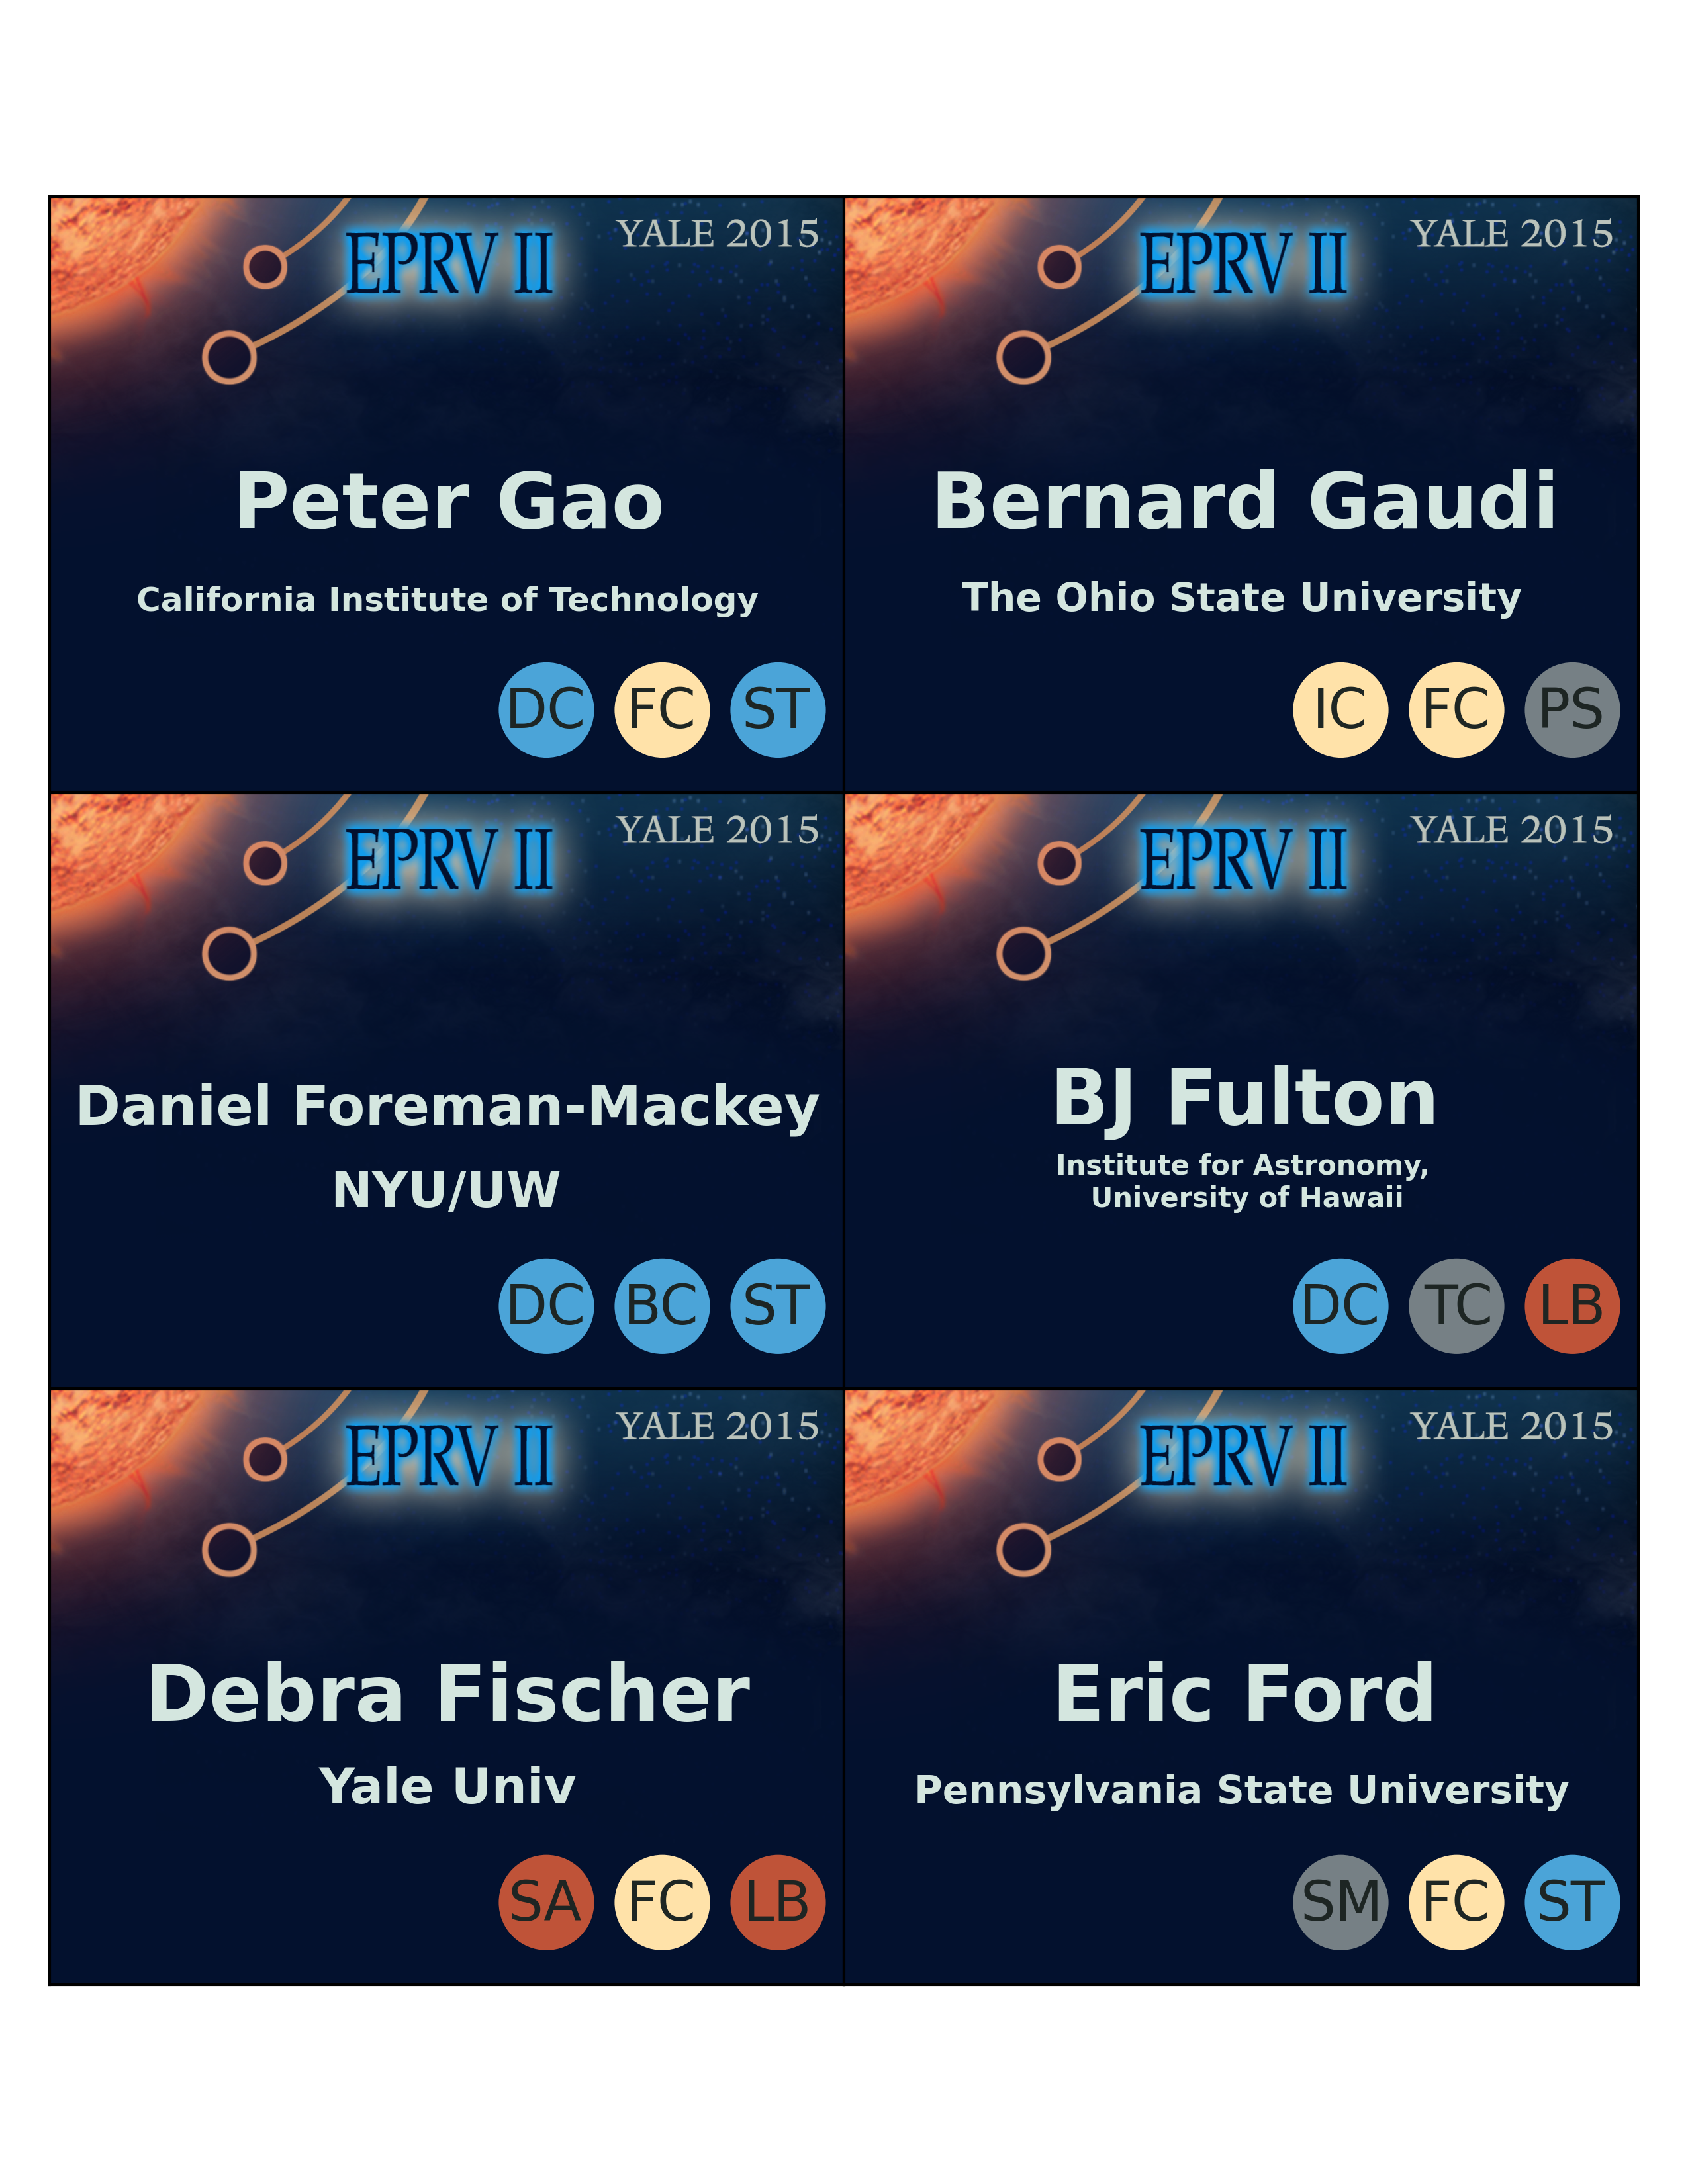 EPRV II
YALE 2015
Peter Gao
California Institute of Technology
DC FC ST
EPRV II
YALE 2015
Bernard Gaudi
The Ohio State University
IC FC PS
EPRV II
YALE 2015
Daniel Foreman-Mackey
NYU/UW
DC BC ST
EPRV II
YALE 2015
BJ Fulton
Institute for Astronomy,
University of Hawaii
DC TC LB
EPRV II
YALE 2015
Debra Fischer
Yale Univ
SA FC LB
EPRV II
YALE 2015
Eric Ford
Pennsylvania State University
SM FC ST